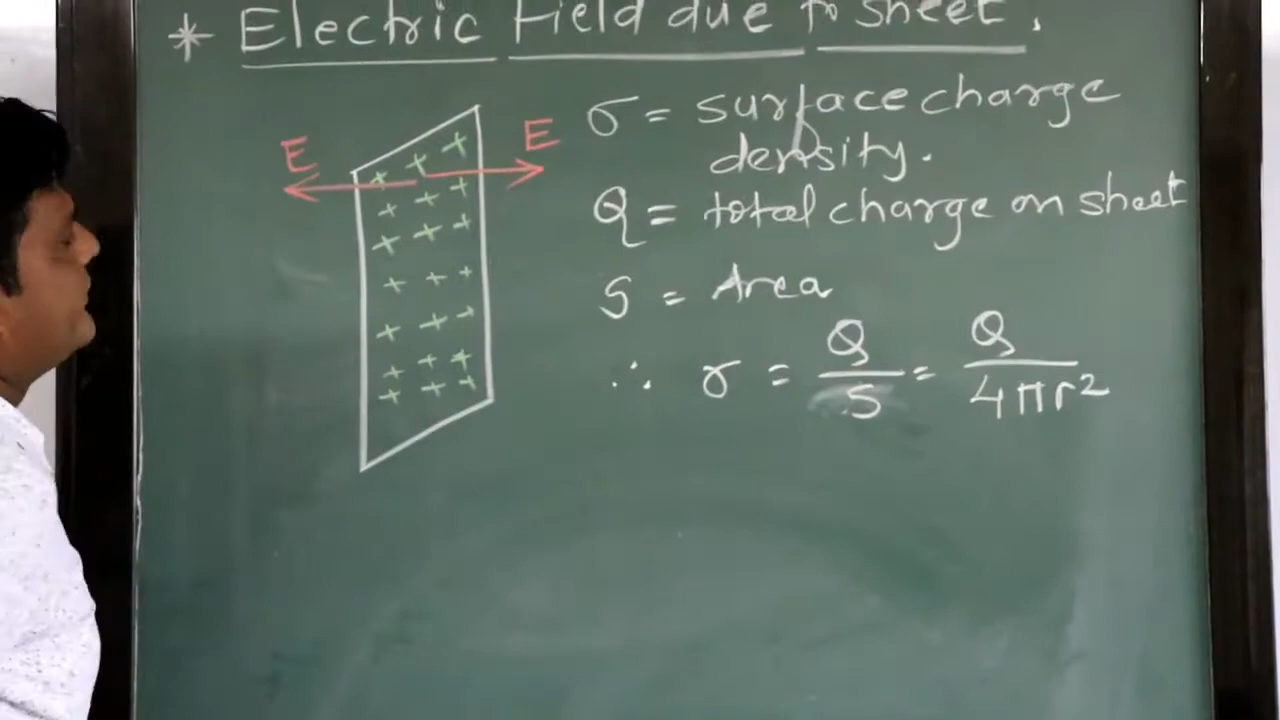 * Electric Field due to sheet.
E
E
σ = surface charge
density.
Q = total charge on sheet
S = Area
∴ σ = Q/S = Q/4πr²